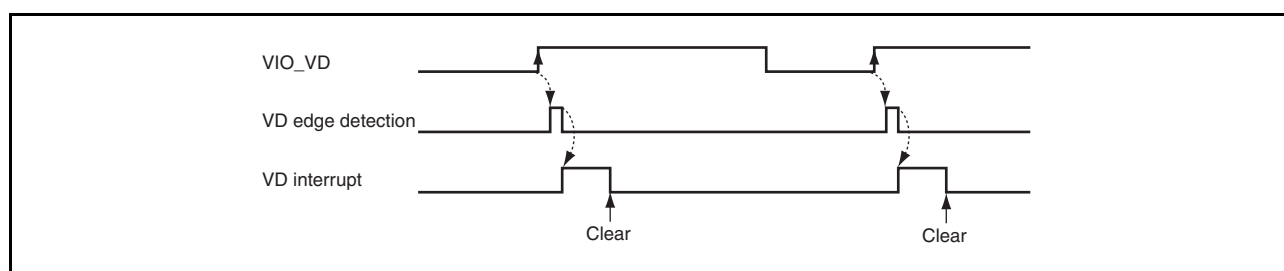 VIO_VD
VD edge detection
VD interrupt
Clear
Clear